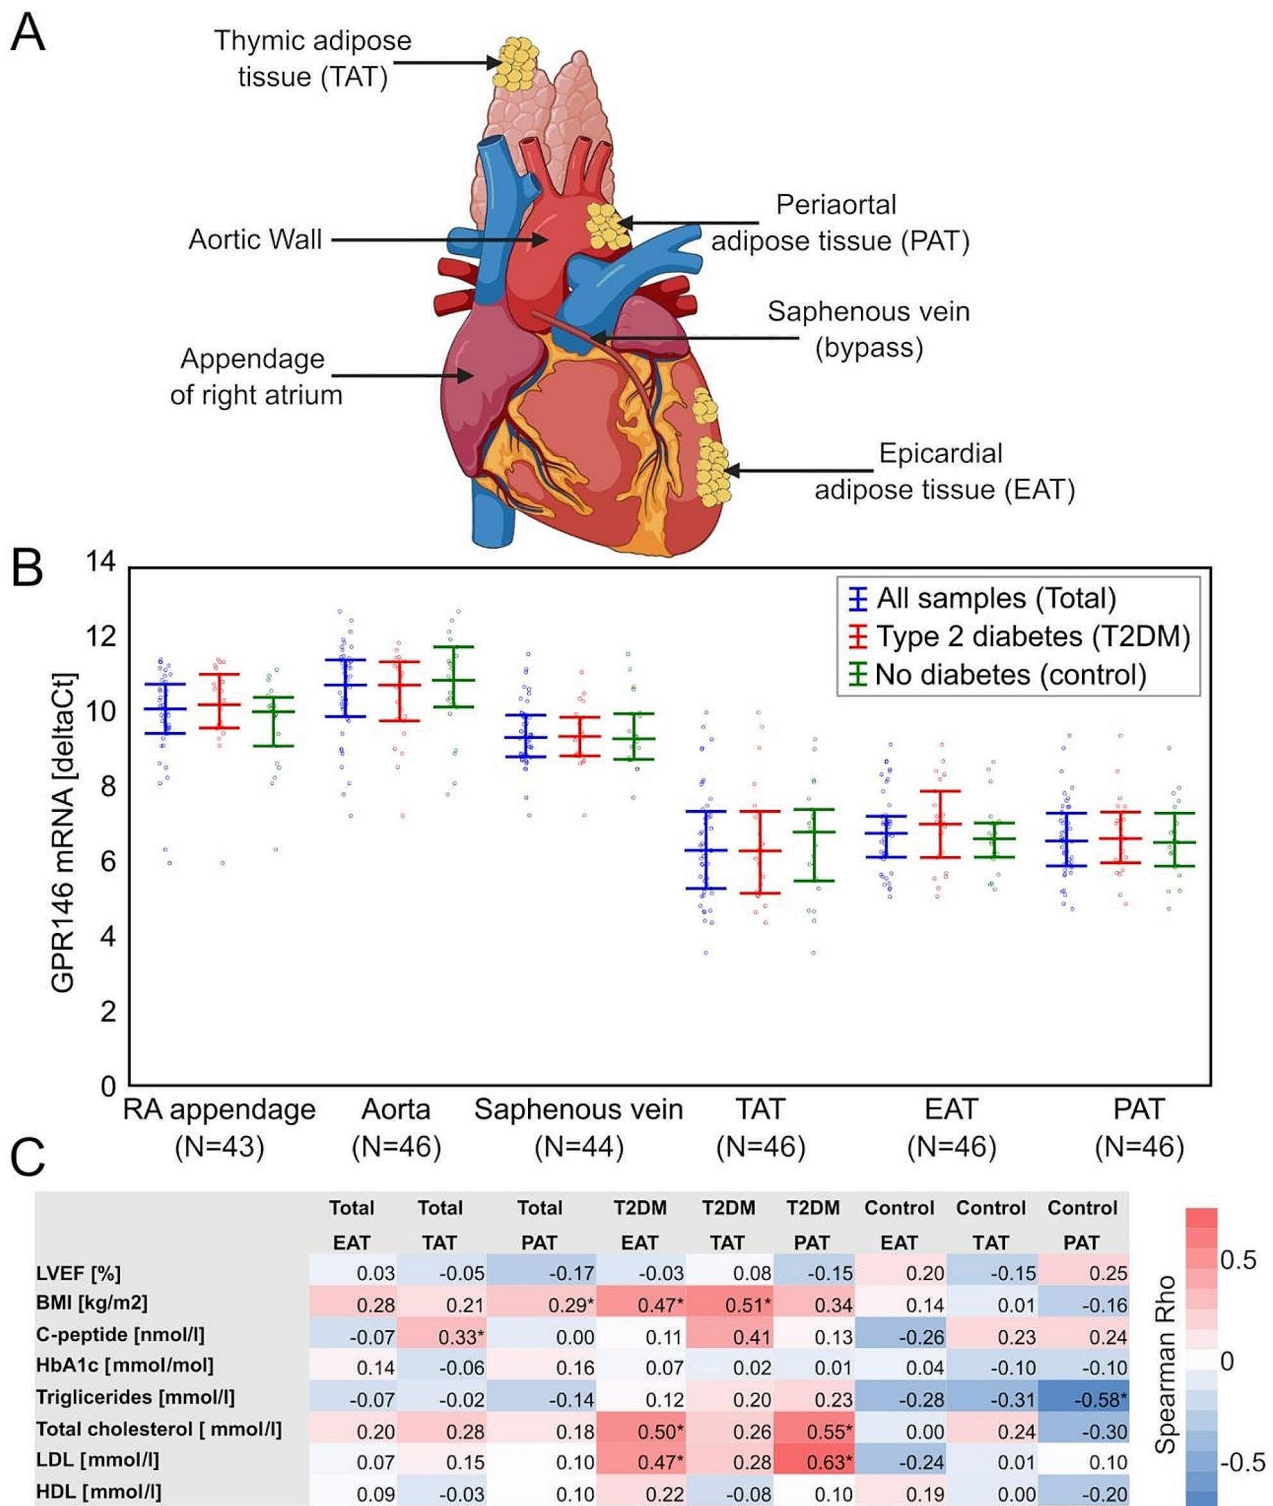 A
Thymic adipose
tissue (TAT)
Periaortal
adipose tissue (PAT)
Aortic Wall
Saphenous vein
(bypass)
Appendage
of right atrium
Epicardial
adipose tissue (EAT)
B
14
12
10
8
6
4
2
0
GPR146 mRNA [deltaCt]
All samples (Total)
Type 2 diabetes (T2DM)
No diabetes (control)
RA appendage Aorta Saphenous vein TAT EAT PAT
(N=43) (N=46) (N=44) (N=46) (N=46) (N=46)
C
Total Total Total T2DM T2DM T2DM Control Control Control
EAT TAT PAT EAT TAT PAT EAT TAT PAT
LVEF [%] 0.03 -0.05 -0.17 -0.03 0.08 -0.15 0.20 -0.15 0.25
BMI [kg/m2] 0.28 0.21 0.29* 0.47* 0.51* 0.34 0.14 0.01 -0.16
C-peptide [nmol/l] -0.07 0.33* 0.00 0.11 0.41 0.13 -0.26 0.23 0.24
HbA1c [mmol/mol] 0.14 -0.06 0.16 0.07 0.02 0.01 0.04 -0.10 -0.10
Triglicerides [mmol/l] -0.07 -0.02 -0.14 0.12 0.20 0.23 -0.28 -0.31 -0.58*
Total cholesterol [ mmol/l] 0.20 0.28 0.18 0.50* 0.26 0.55* 0.00 0.24 -0.30
LDL [mmol/l] 0.07 0.15 0.10 0.47* 0.28 0.63* -0.24 0.01 0.10
HDL [mmol/l] 0.09 -0.03 0.10 0.22 -0.08 0.10 0.19 0.00 -0.20
Spearman Rho
0.5
0
-0.5